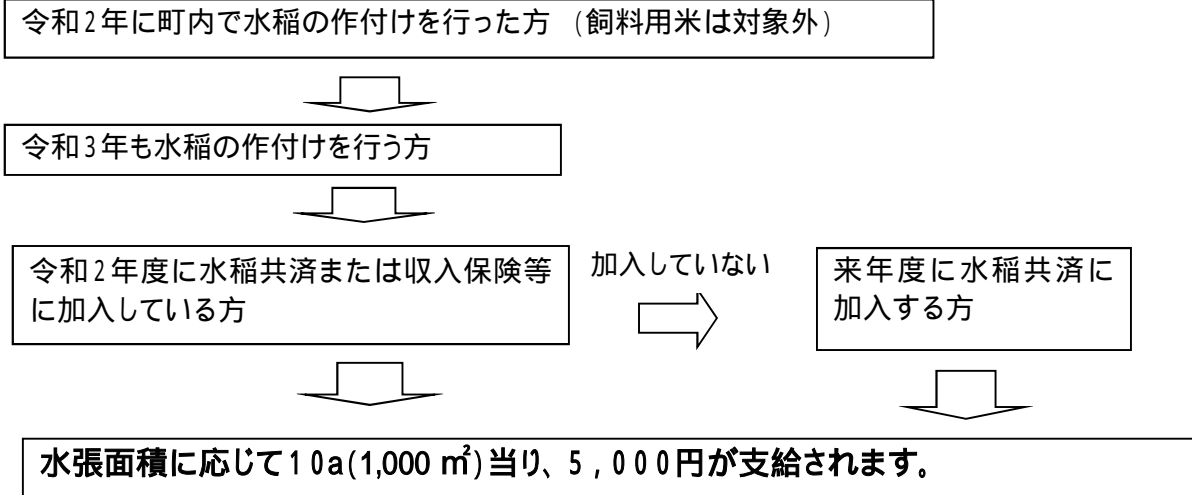 令和2年に町内で水稲の作付けを行った方 (飼料用米は対象外)
令和3年も水稲の作付けを行う方
令和2年度に水稲共済または収入保険等
に加入している方
加入していない
来年度に水稲共済に
加入する方
水張面積に応じて10a(1,000 ㎡)当り、5,000円が支給されます。